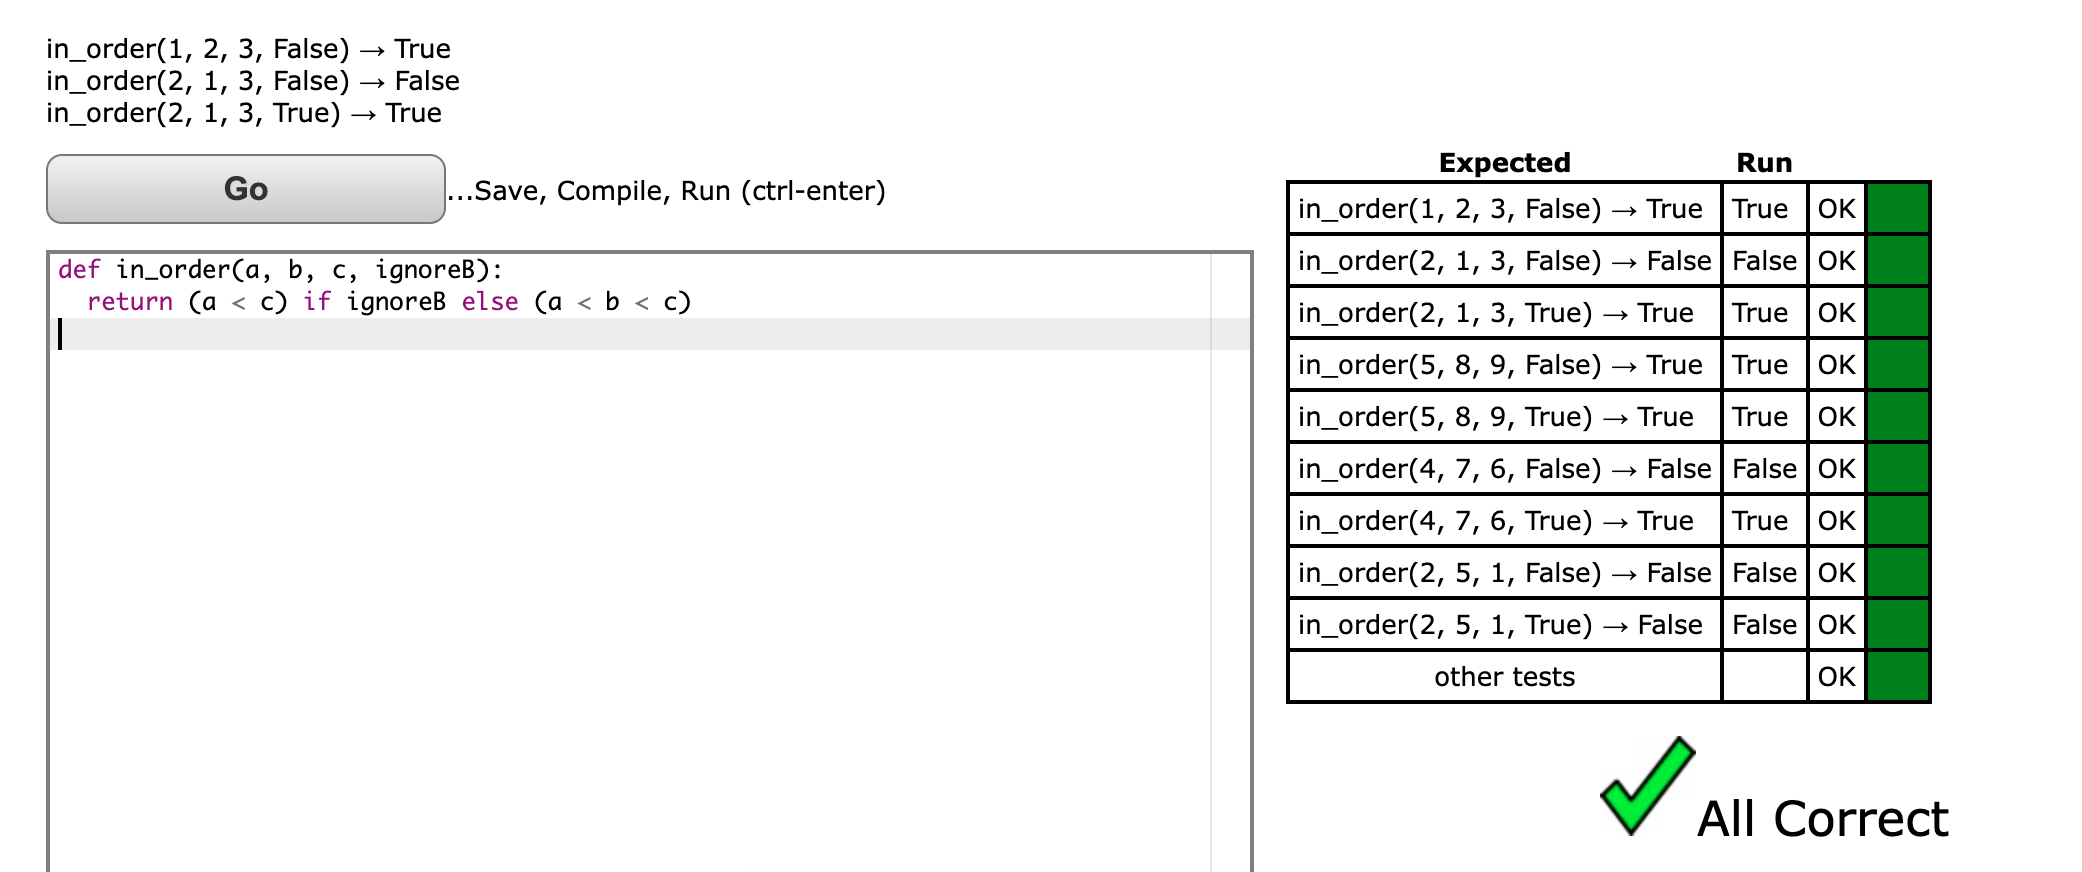 in_order(1, 2, 3, False) → True
in_order(2, 1, 3, False) → False
in_order(2, 1, 3, True) → True
Go
...Save, Compile, Run (ctrl-enter)
def in_order(a, b, c, ignoreB):
  return (a < c) if ignoreB else (a < b < c)
Expected Run
in_order(1, 2, 3, False) → True True OK
in_order(2, 1, 3, False) → False False OK
in_order(2, 1, 3, True) → True True OK
in_order(5, 8, 9, False) → True True OK
in_order(5, 8, 9, True) → True True OK
in_order(4, 7, 6, False) → False False OK
in_order(4, 7, 6, True) → True True OK
in_order(2, 5, 1, False) → False False OK
in_order(2, 5, 1, True) → False False OK
other tests OK
All Correct